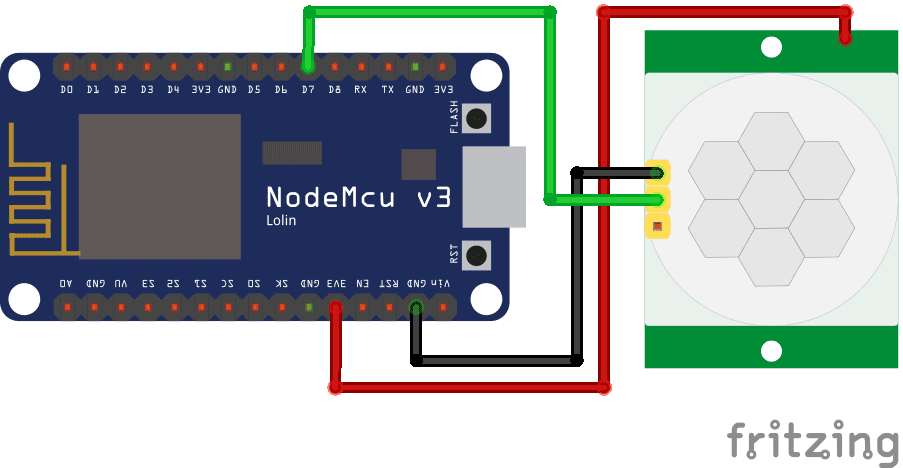 D0 D1 D2 D3 D4 3V3 GND D5 D6 D7 D8 RX TX GND 3V3
FLASH
NodeMcu v3
Lolin
RST
A0 GND VU S3 S2 S1 SC S0 SK GND 3V3 EN RST GND Vin
fritzing